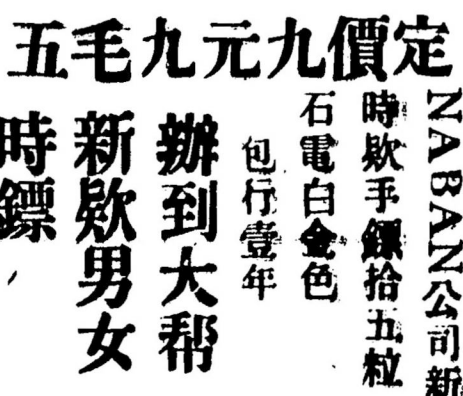 定價九元九毛五
NABAN公司新
時欵手鏢拾五粒
石電白金色
包行壹年
辦到大帮
新欵男女
時鏢